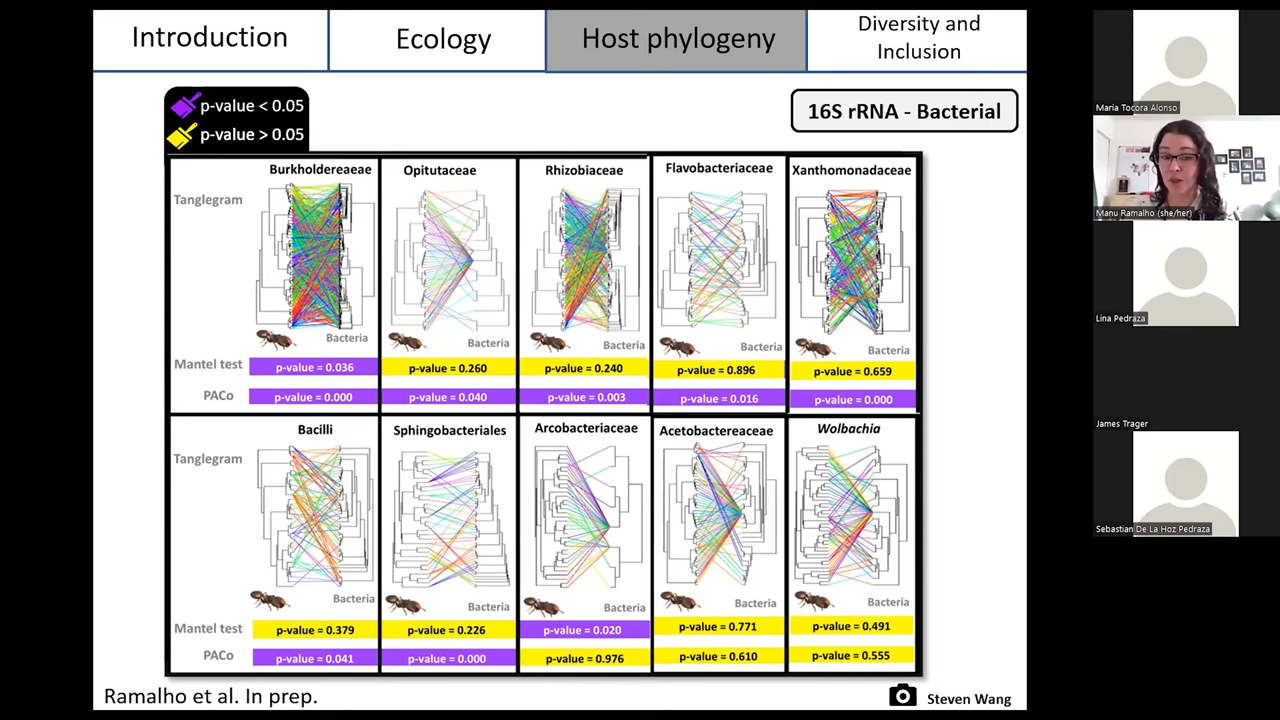 Introduction
Ecology
Host phylogeny
Diversity and
Inclusion
p-value < 0.05
p-value > 0.05
16S rRNA - Bacterial
Burkhordereaeae
Opitutaceae
Rhizobiaceae
Flavobacteriaceae
Xanthomonadaceae
Tanglegram
Bacteria
Bacteria
Bacteria
Bacteria
Bacteria
Mantel test
p-value = 0.036
p-value = 0.260
p-value = 0.240
p-value = 0.896
p-value = 0.659
PACo
p-value = 0.000
p-value = 0.040
p-value = 0.003
p-value = 0.016
p-value = 0.000
Bacilli
Sphingobacteriales
Arcobacteriaceae
Acetobactereaceae
Wolbachia
Tanglegram
Bacteria
Bacteria
Bacteria
Bacteria
Bacteria
Mantel test
p-value = 0.379
p-value = 0.226
p-value = 0.020
p-value = 0.771
p-value = 0.491
PACo
p-value = 0.041
p-value = 0.000
p-value = 0.976
p-value = 0.610
p-value = 0.555
Ramalho et al. In prep.
Steven Wang
Maria Tocora Alonso
Manu Ramalho (she/her)
Lina Pedraza
James Trager
Sebastian De La Hoz Pedraza